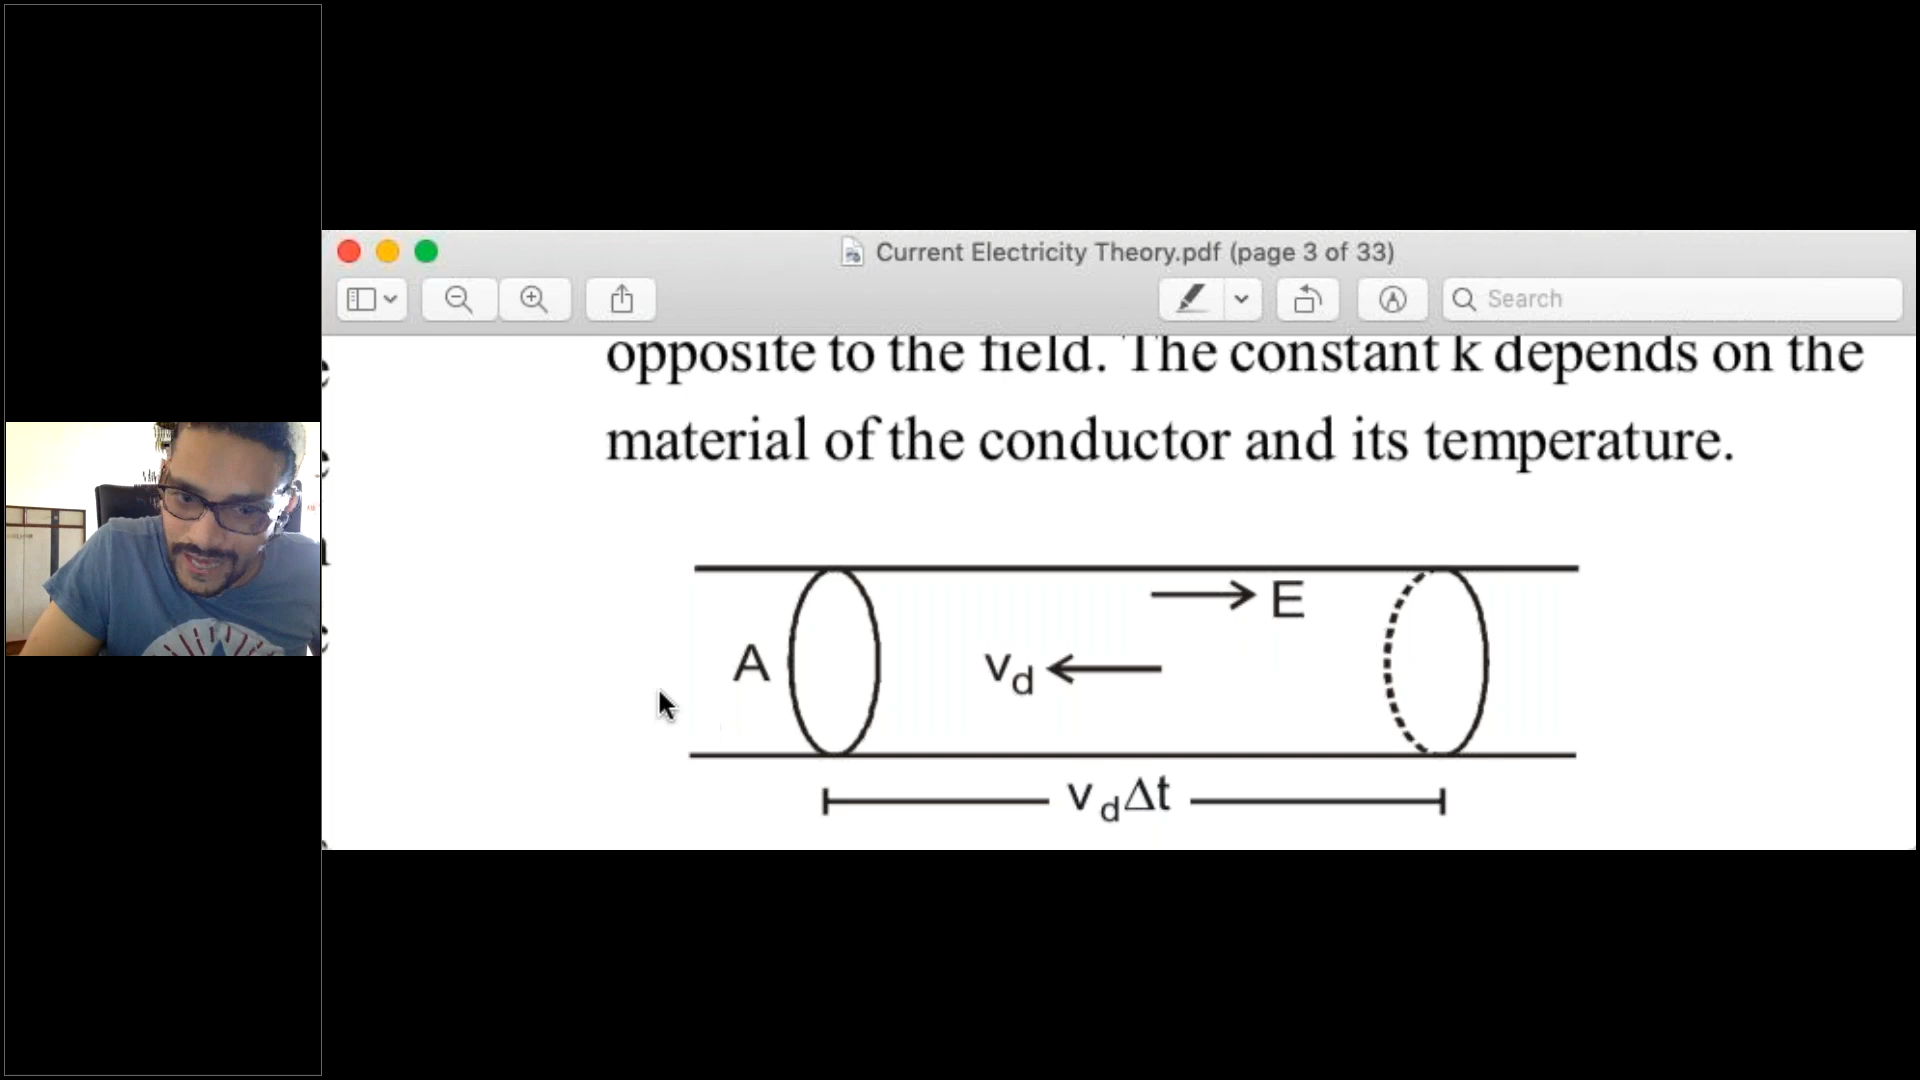 Current Electricity Theory.pdf (page 3 of 33)
Search
opposite to the field. The constant k depends on the
material of the conductor and its temperature.
E
A
vd
vdΔt